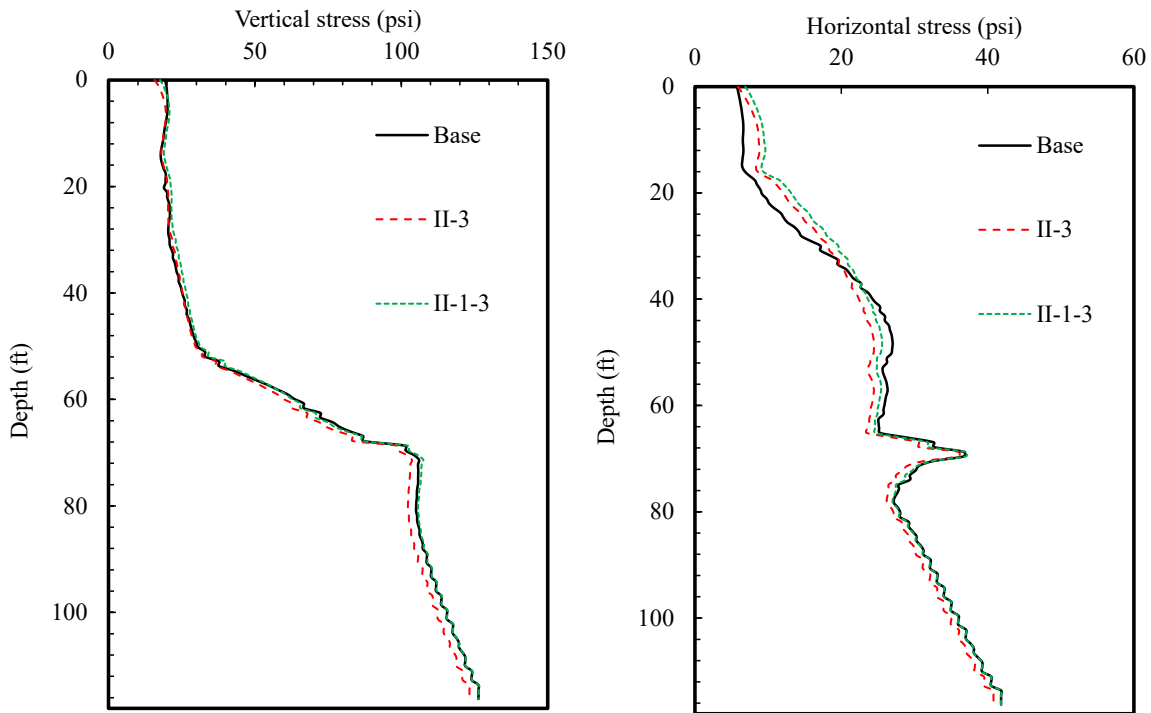 Vertical stress (psi)
0 50 100 150
0
20
40
60
80
100
Depth (ft)
Base
II-3
II-1-3
Horizontal stress (psi)
0 20 40 60
0
20
40
60
80
100
Depth (ft)
Base
II-3
II-1-3